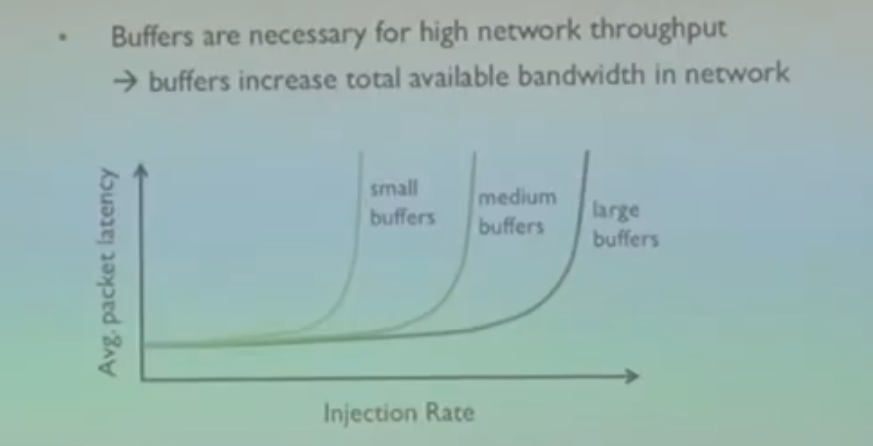 • Buffers are necessary for high network throughput
→ buffers increase total available bandwidth in network
Avg. packet latency
small
buffers
medium
buffers
large
buffers
Injection Rate